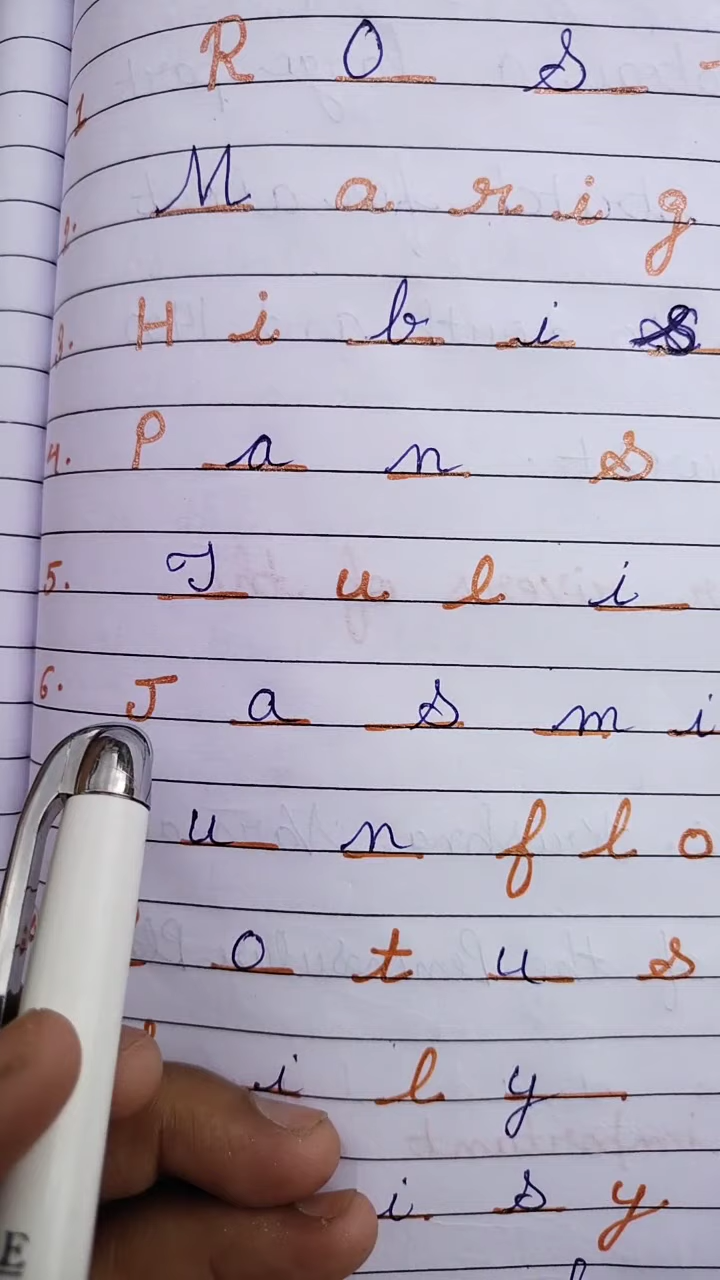 1 R O S
2. M a r i g
3. H i b i s
4. P a n s
5. T u l i
6. J a s m i
u n f l o
o t u s
i l y
i s y
E